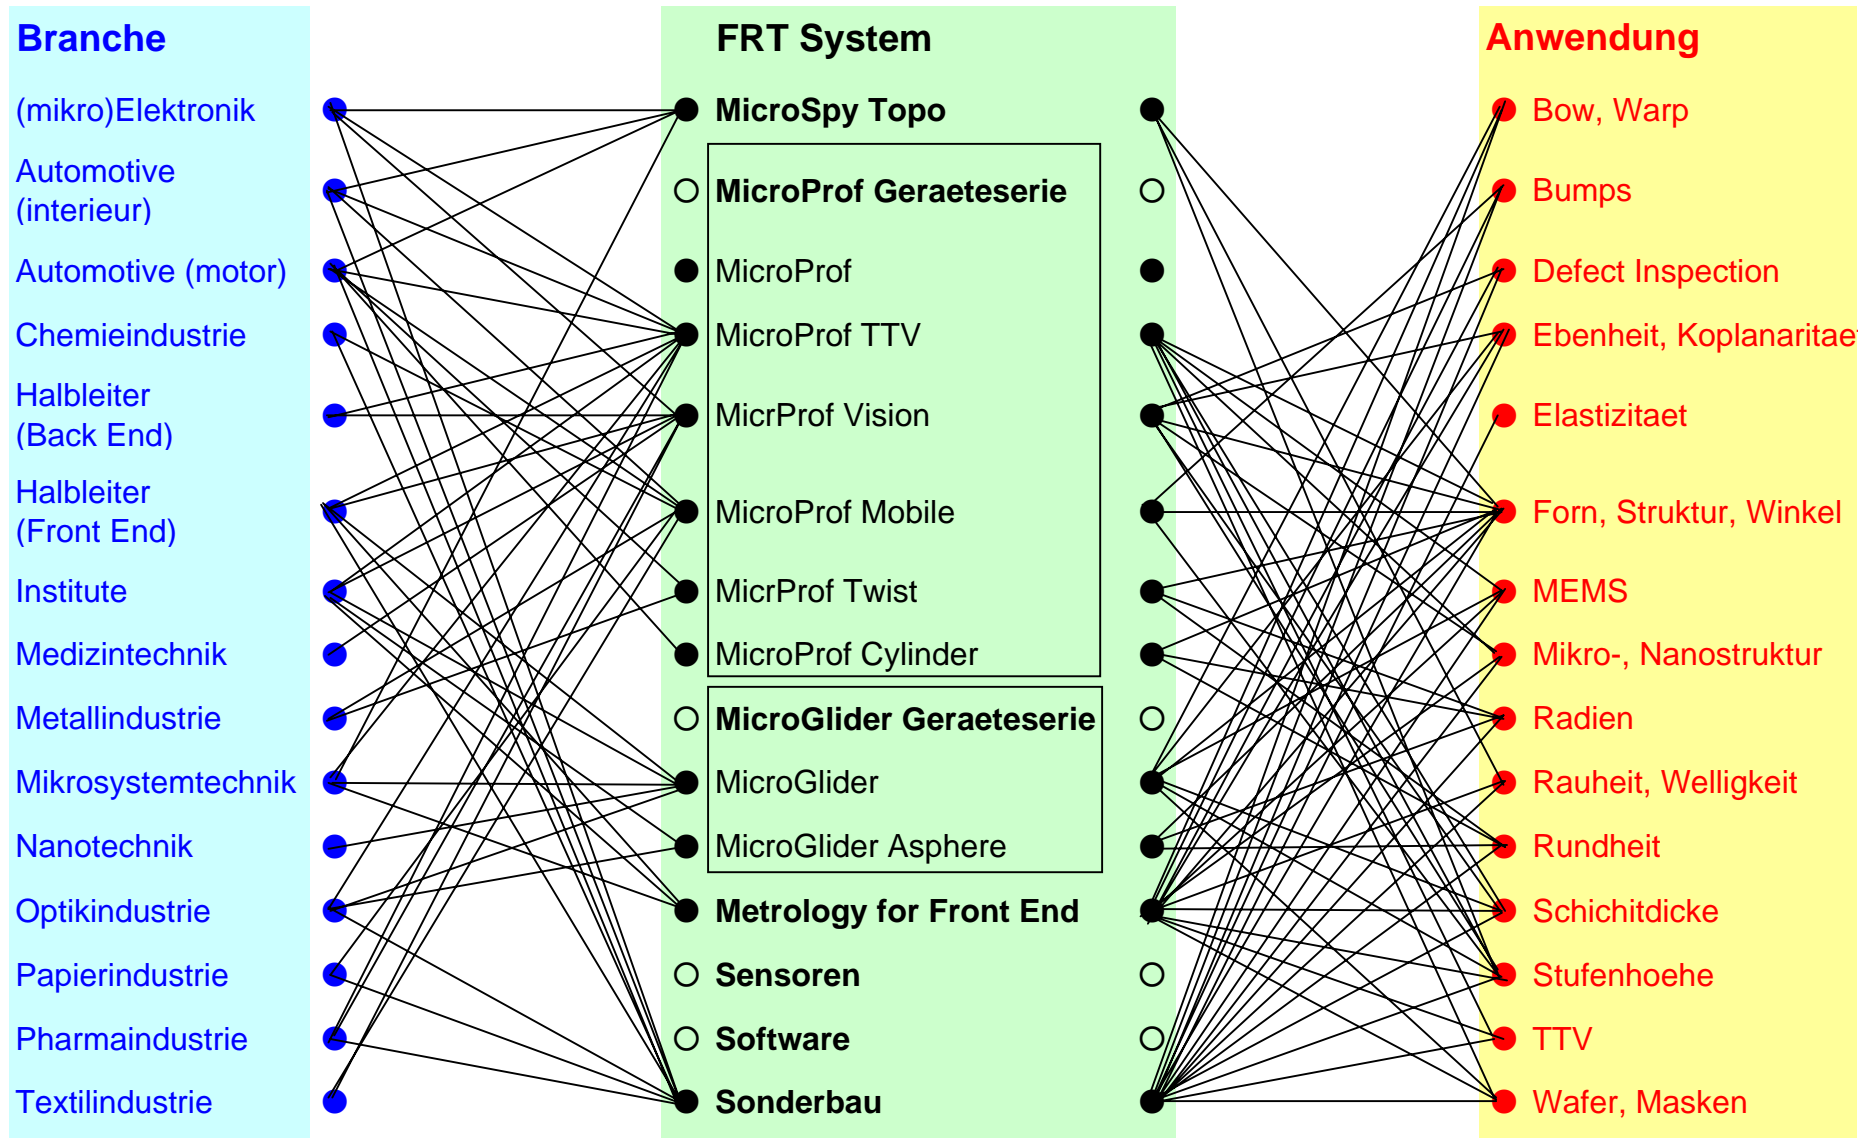 Branche
(mikro)Elektronik
Automotive
(interieur)
Automotive (motor)
Chemieindustrie
Halbleiter
(Back End)
Halbleiter
(Front End)
Institute
Medizintechnik
Metallindustrie
Mikrosystemtechnik
Nanotechnik
Optikindustrie
Papierindustrie
Pharmaindustrie
Textilindustrie
FRT System
MicroSpy Topo
MicroProf Geraeteserie
MicroProf
MicroProf TTV
MicrProf Vision
MicroProf Mobile
MicrProf Twist
MicroProf Cylinder
MicroGlider Geraeteserie
MicroGlider
MicroGlider Asphere
Metrology for Front End
Sensoren
Software
Sonderbau
Anwendung
Bow, Warp
Bumps
Defect Inspection
Ebenheit, Koplanaritaet
Elastizitaet
Forn, Struktur, Winkel
MEMS
Mikro-, Nanostruktur
Radien
Rauheit, Welligkeit
Rundheit
Schichitdicke
Stufenhoehe
TTV
Wafer, Masken